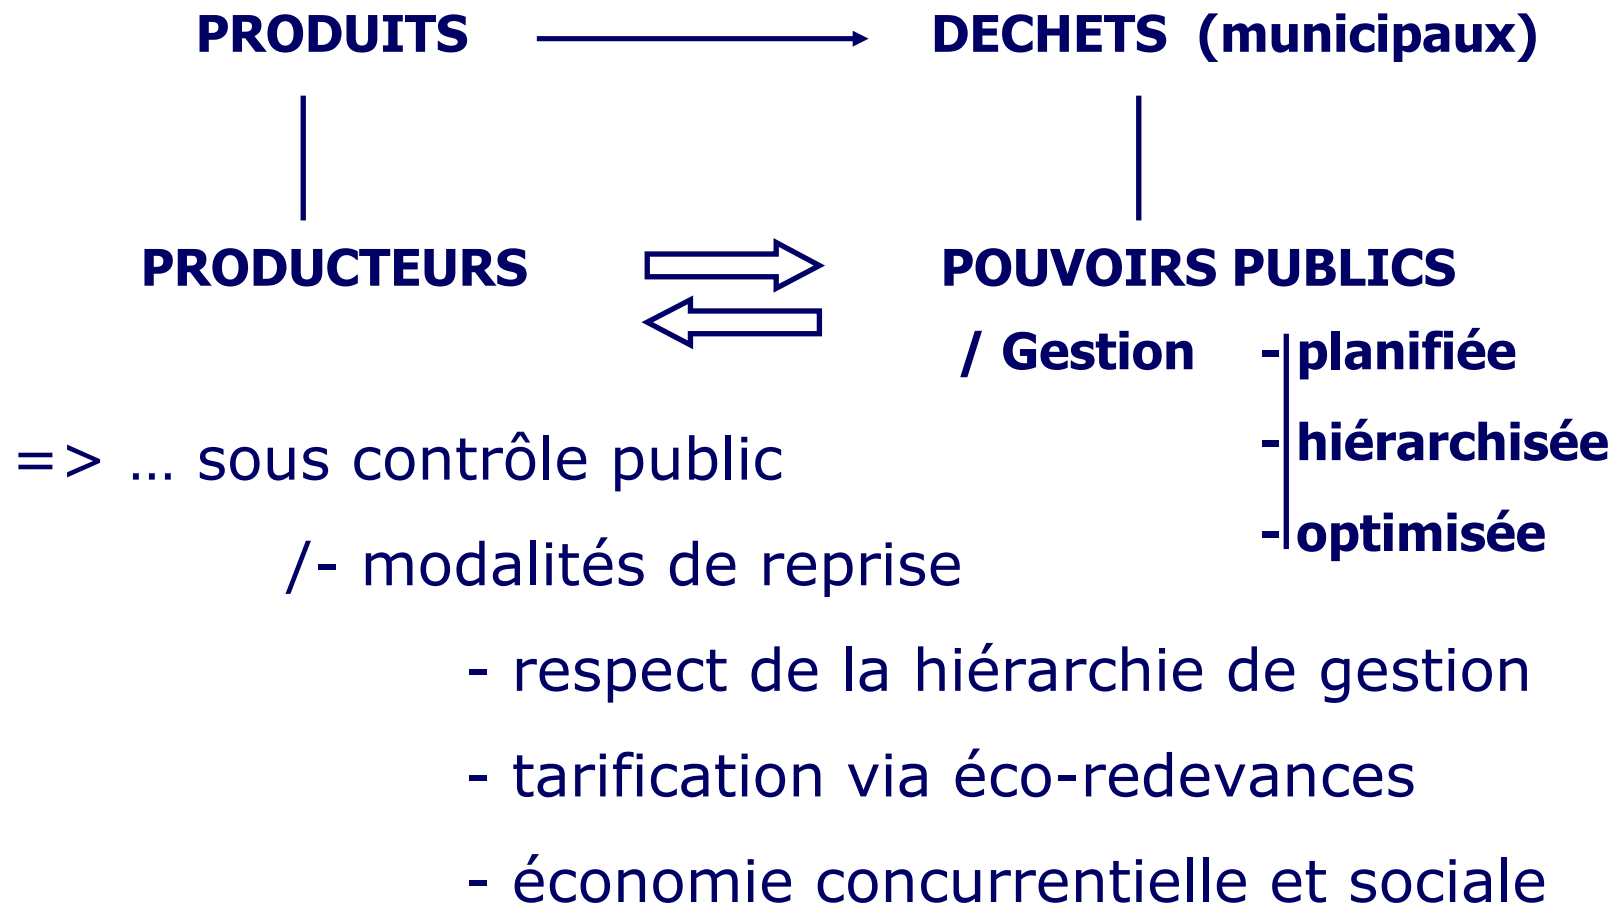 PRODUITS DECHETS (municipaux)
PRODUCTEURS POUVOIRS PUBLICS
/ Gestion - planifiée
- hiérarchisée
=> … sous contrôle public
- optimisée
/- modalités de reprise
- respect de la hiérarchie de gestion
- tarification via éco-redevances
- économie concurrentielle et sociale